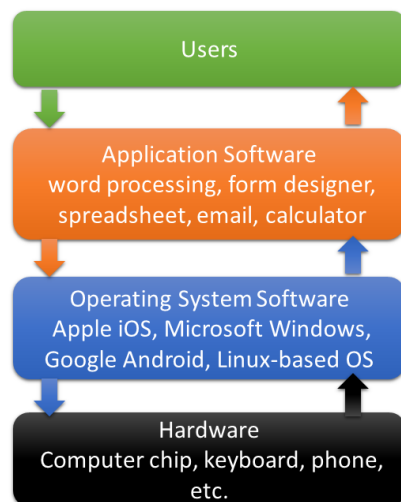 Users
Application Software
word processing, form designer,
spreadsheet, email, calculator
Operating System Software
Apple iOS, Microsoft Windows,
Google Android, Linux-based OS
Hardware
Computer chip, keyboard, phone,
etc.